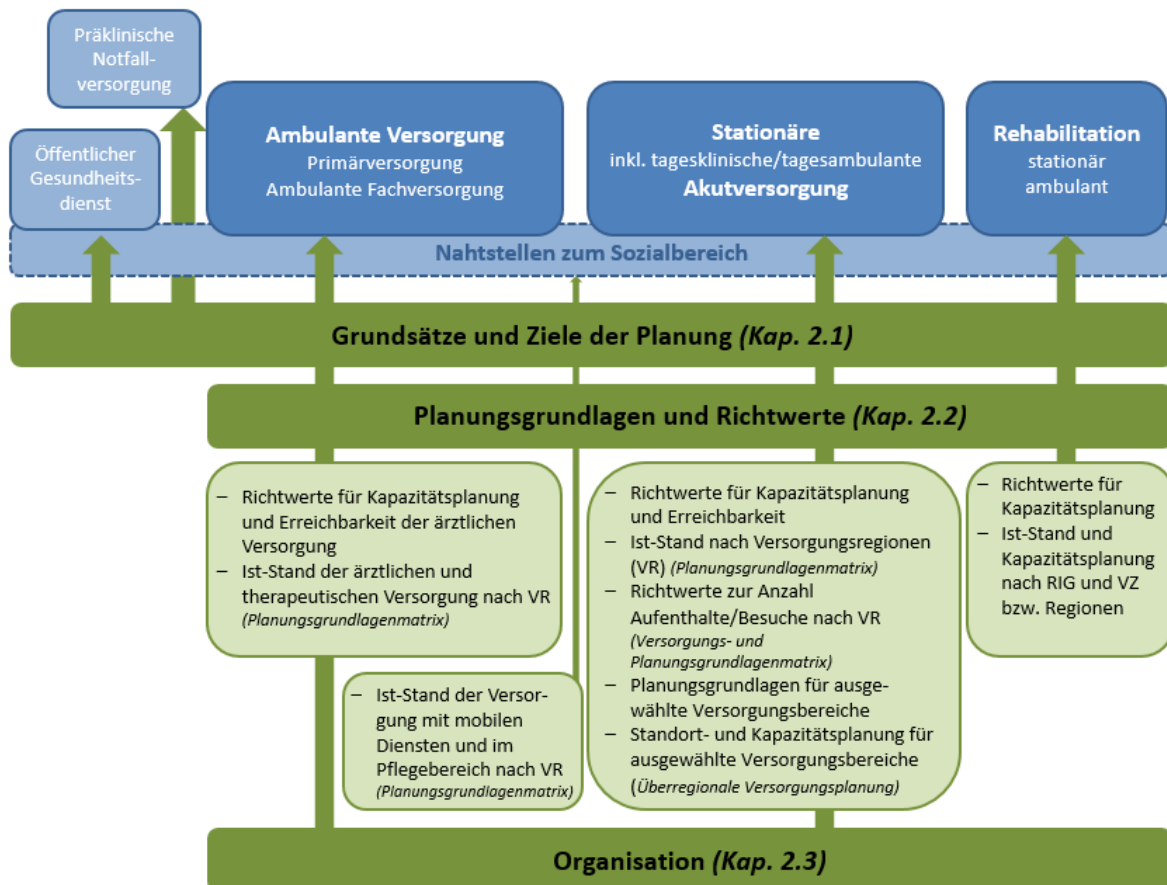 Präklinische
Notfall-
versorgung
Öffentlicher
Gesundheits-
dienst
Ambulante Versorgung
Primärversorgung
Ambulante Fachversorgung
Stationäre
inkl. tagesklinische/tagesambulante
Akutversorgung
Rehabilitation
stationär
ambulant
Nahtstellen zum Sozialbereich
Grundsätze und Ziele der Planung (Kap. 2.1)
Planungsgrundlagen und Richtwerte (Kap. 2.2)
– Richtwerte für Kapazitätsplanung
und Erreichbarkeit der ärztlichen
Versorgung
– Ist-Stand der ärztlichen und
therapeutischen Versorgung nach VR
(Planungsgrundlagenmatrix)
– Ist-Stand der Versor-
gung mit mobilen
Diensten und im
Pflegebereich nach VR
(Planungsgrundlagenmatrix)
– Richtwerte für Kapazitätsplanung
und Erreichbarkeit
– Ist-Stand nach Versorgungsregionen
(VR) (Planungsgrundlagenmatrix)
– Richtwerte zur Anzahl
Aufenthalte/Besuche nach VR
(Versorgungs- und
Planungsgrundlagenmatrix)
– Planungsgrundlagen für ausge-
wählte Versorgungsbereiche
– Standort- und Kapazitätsplanung für
ausgewählte Versorgungsbereiche
(Überregionale Versorgungsplanung)
– Richtwerte für
Kapazitätsplanung
– Ist-Stand und
Kapazitätsplanung
nach RIG und VZ
bzw. Regionen
Organisation (Kap. 2.3)